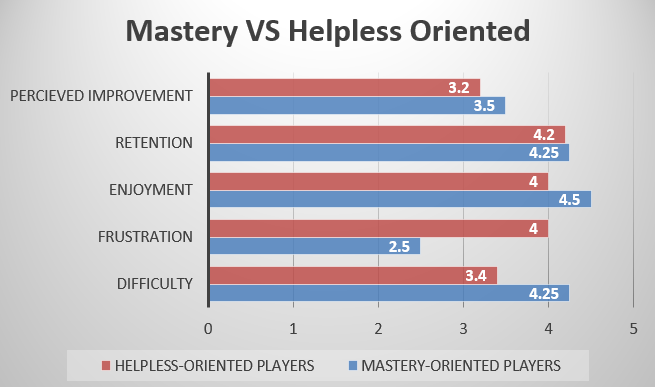 Mastery VS Helpless Oriented
PERCIEVED IMPROVEMENT
3.2
3.5
RETENTION
4.2
4.25
ENJOYMENT
4
4.5
FRUSTRATION
4
2.5
DIFFICULTY
3.4
4.25
0 1 2 3 4 5
HELPLESS-ORIENTED PLAYERS MASTERY-ORIENTED PLAYERS